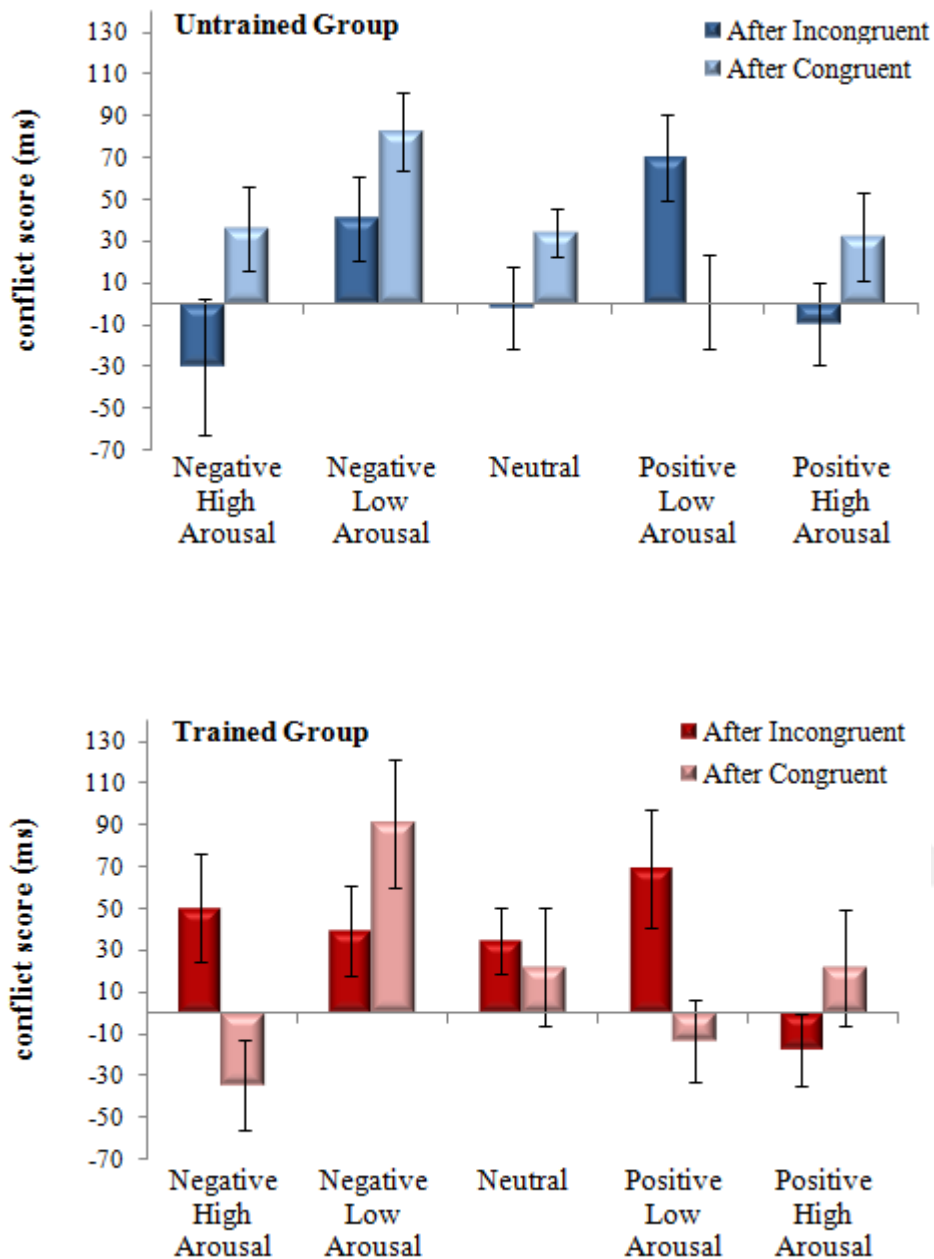 Untrained Group
After Incongruent
After Congruent
conflict score (ms)
130
110
90
70
50
30
10
-10
-30
-50
-70
Negative High Arousal
Negative Low Arousal
Neutral
Positive Low Arousal
Positive High Arousal
Trained Group
After Incongruent
After Congruent
conflict score (ms)
130
110
90
70
50
30
10
-10
-30
-50
-70
Negative High Arousal
Negative Low Arousal
Neutral
Positive Low Arousal
Positive High Arousal